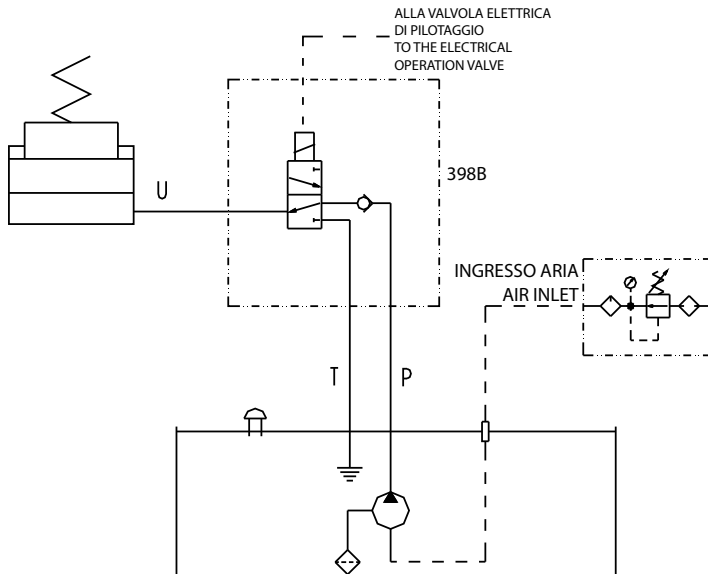 ALLA VALVOLA ELETTRICA
DI PILOTAGGIO
TO THE ELECTRICAL
OPERATION VALVE
398B
U
INGRESSO ARIA
AIR INLET
T
P